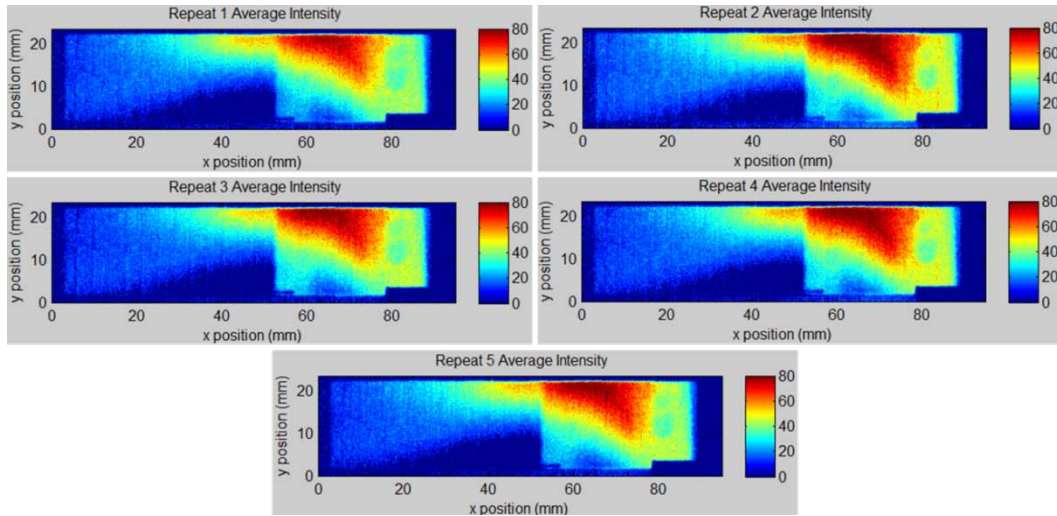 Repeat 1 Average Intensity
80
60
40
20
0
20
10
0
y position (mm)
0 20 40 60 80
x position (mm)
Repeat 2 Average Intensity
80
60
40
20
0
20
10
0
y position (mm)
0 20 40 60 80
x position (mm)
Repeat 3 Average Intensity
80
60
40
20
0
20
10
0
y position (mm)
0 20 40 60 80
x position (mm)
Repeat 4 Average Intensity
80
60
40
20
0
20
10
0
y position (mm)
0 20 40 60 80
x position (mm)
Repeat 5 Average Intensity
80
60
40
20
0
20
10
0
y position (mm)
0 20 40 60 80
x position (mm)